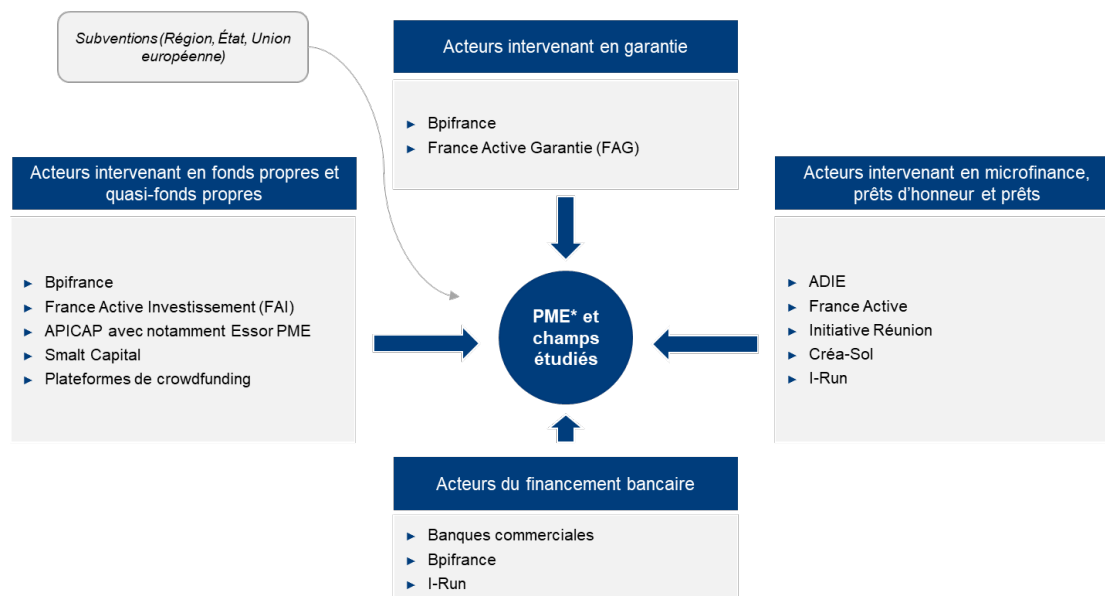 Subventions (Région, État, Union
européenne)
Acteurs intervenant en garantie
► Bpifrance
► France Active Garantie (FAG)
Acteurs intervenant en fonds propres et
quasi-fonds propres
► Bpifrance
► France Active Investissement (FAI)
► APICAP avec notamment Essor PME
► Smalt Capital
► Plateformes de crowdfunding
PME* et
champs
étudiés
Acteurs intervenant en microfinance,
prêts d’honneur et prêts
► ADIE
► France Active
► Initiative Réunion
► Créa-Sol
► I-Run
Acteurs du financement bancaire
► Banques commerciales
► Bpifrance
► I-Run